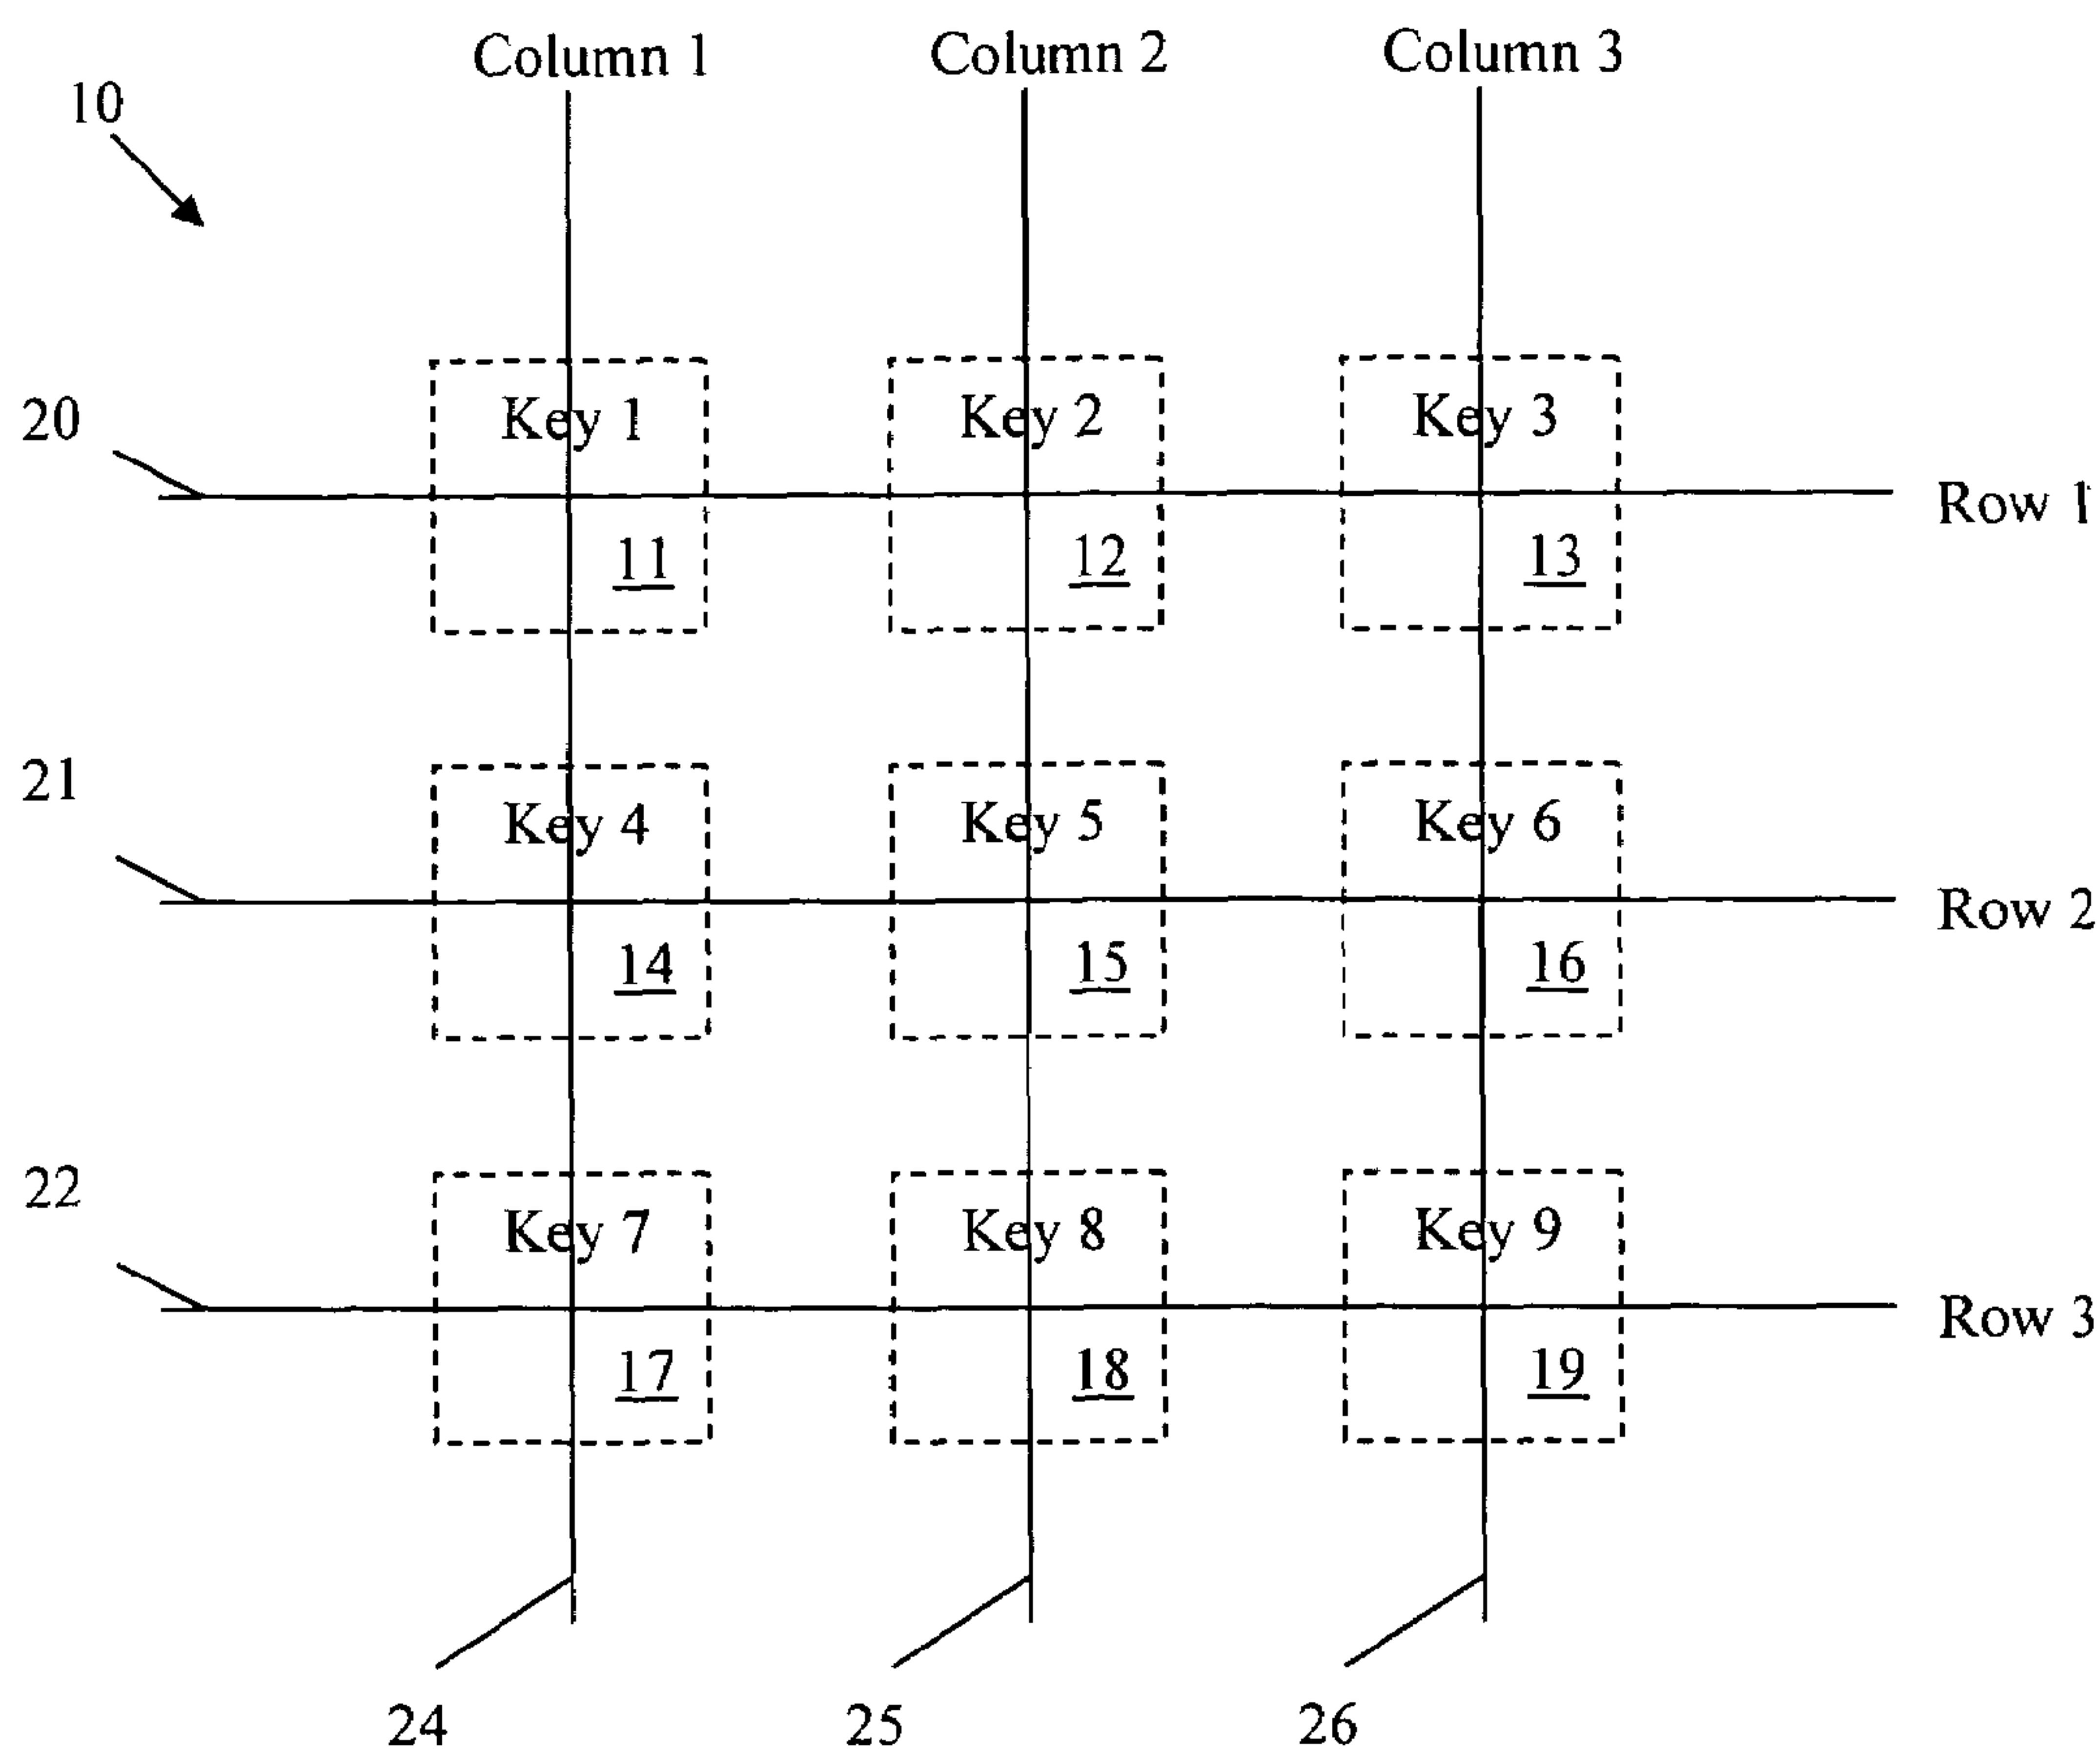 Column 1 Column 2 Column 3
10
20
Key 1 Key 2 Key 3
Row 1
11 12 13
21
Key 4 Key 5 Key 6
Row 2
14 15 16
22
Key 7 Key 8 Key 9
Row 3
17 18 19
24 25 26